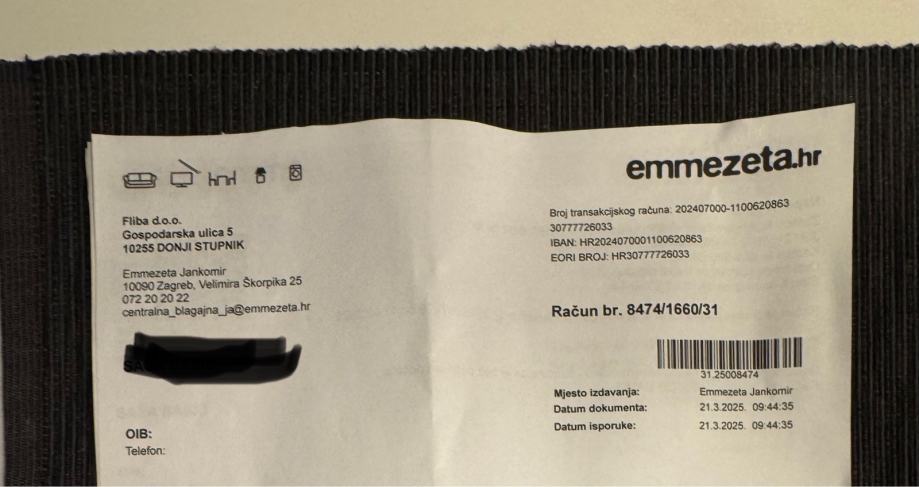 emmezeta.hr
Fliba d.o.o.
Gospodarska ulica 5
10255 DONJI STUPNIK
Emmezeta Jankomir
10090 Zagreb, Velimira Škorpika 25
072 20 20 22
centralna_blagajna_ja@emmezeta.hr
OIB:
Telefon:
Broj transakcijskog računa: 202407000-1100620863
30777726033
IBAN: HR2024070001100620863
EORI BROJ: HR30777726033
Račun br. 8474/1660/31
31.25008474
Mjesto izdavanja: Emmezeta Jankomir
Datum dokumenta: 21.3.2025. 09:44:35
Datum isporuke: 21.3.2025. 09:44:35